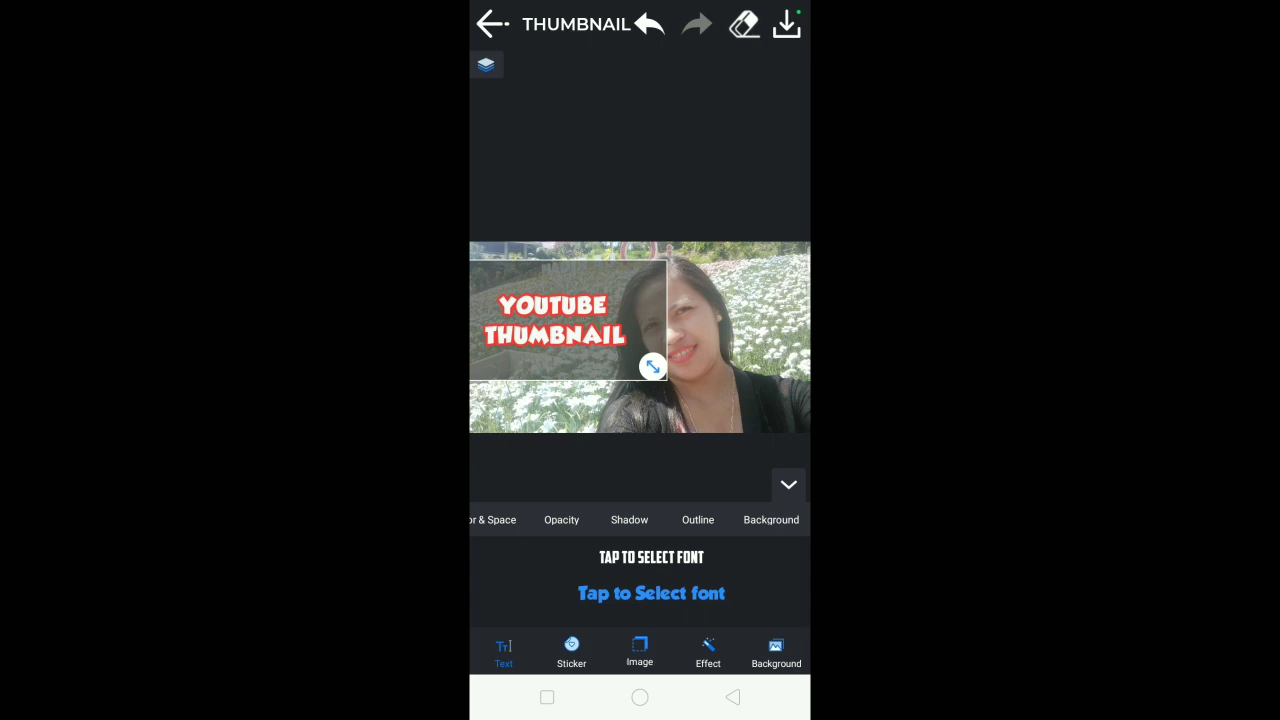 THUMBNAIL
YOUTUBE
THUMBNAIL
or & Space Opacity Shadow Outline Background
TAP TO SELECT FONT
Tap to Select font
Text Sticker Image Effect Background